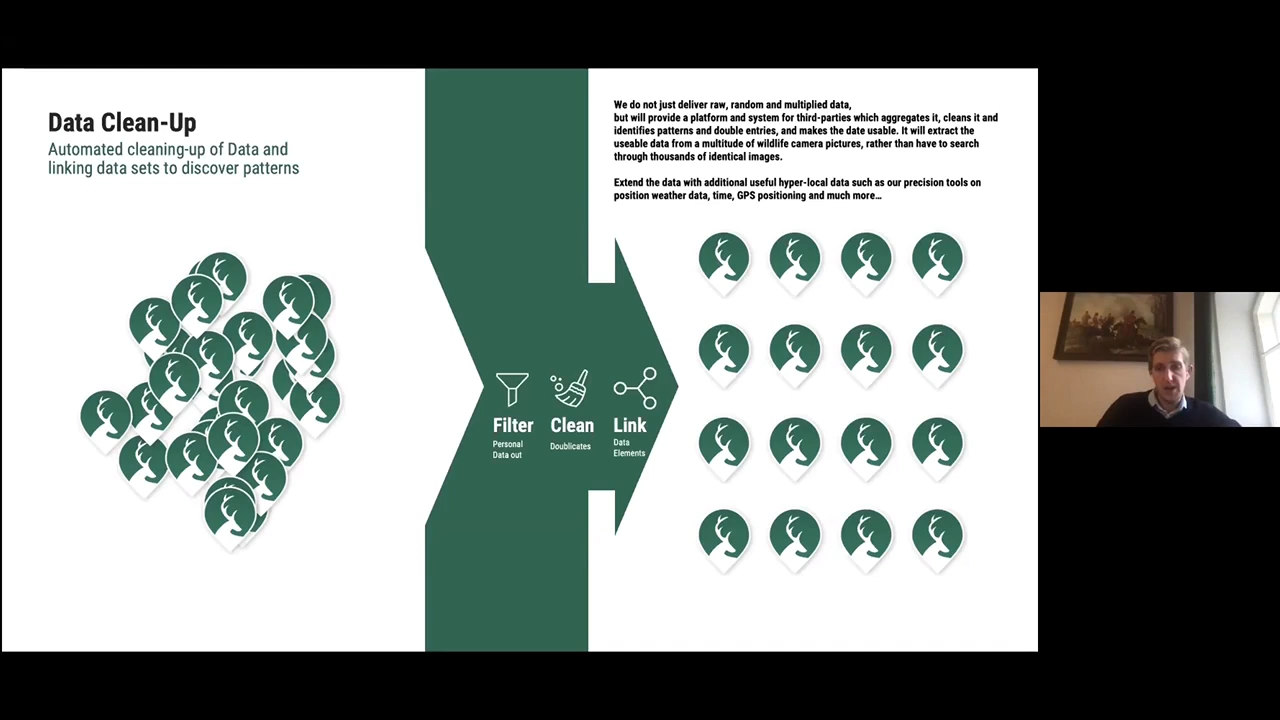 Data Clean-Up
Automated cleaning-up of Data and
linking data sets to discover patterns
Filter
Personal
Data out
Clean
Doublicates
Link
Data
Elements
We do not just deliver raw, random and multiplied data,
but will provide a platform and system for third-parties which aggregates it, cleans it and
identifies patterns and double entries, and makes the date usable. It will extract the
useable data from a multitude of wildlife camera pictures, rather than have to search
through thousands of identical images.
Extend the data with additional useful hyper-local data such as our precision tools on
position weather data, time, GPS positioning and much more…